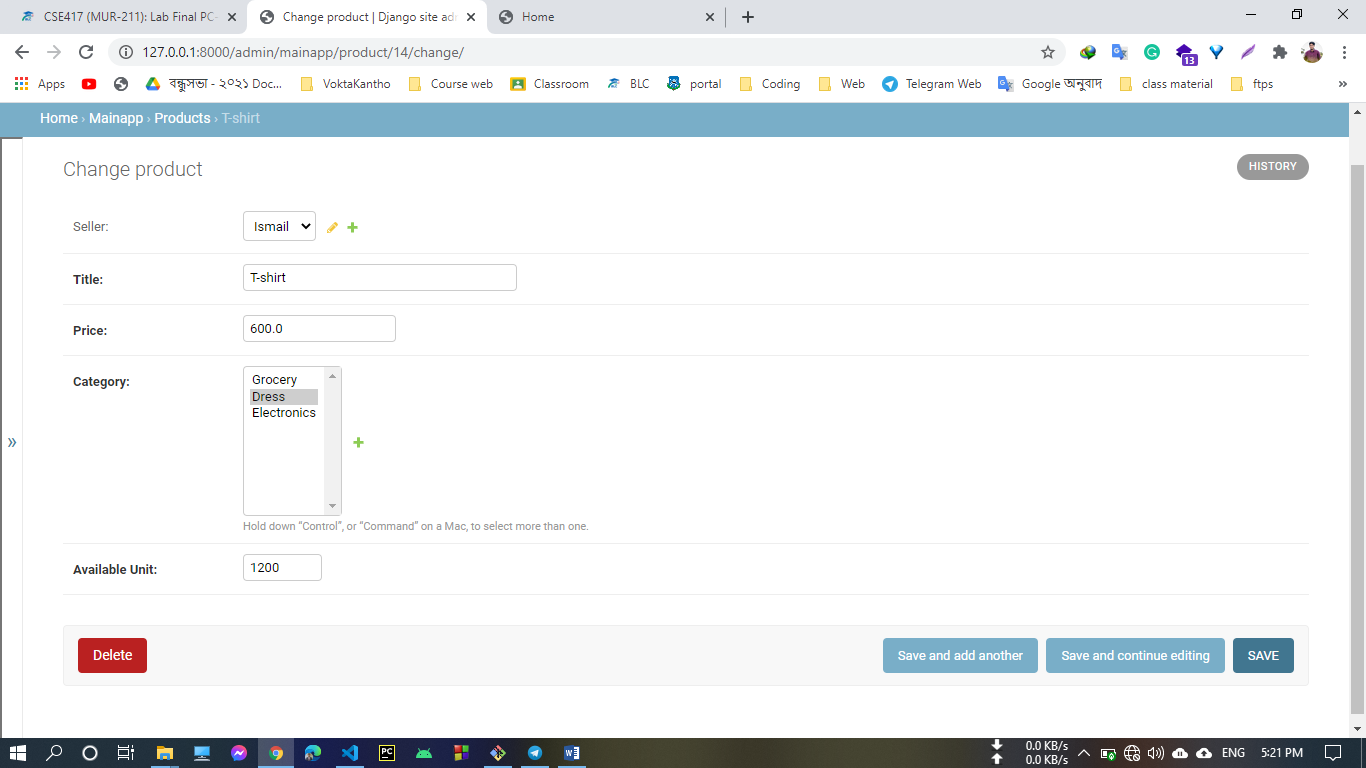 CSE417 (MUR-211): Lab Final PC-
Change product | Django site adr
Home
127.0.0.1:8000/admin/mainapp/product/14/change/
13
Apps
বন্ধুসভা - ২০২১ Doc...
VoktaKantho
Course web
Classroom
BLC
portal
Coding
Web
Telegram Web
Google অনুবাদ
class material
ftps
»
Home › Mainapp › Products › T-shirt
Change product
HISTORY
Seller:
Ismail
Title:
T-shirt
Price:
600.0
Category:
Grocery
Dress
Electronics
»
Hold down “Control”, or “Command” on a Mac, to select more than one.
Available Unit:
1200
Delete
Save and add another
Save and continue editing
SAVE
PC
0.0 KB/s
0.0 KB/s
ENG
5:21 PM